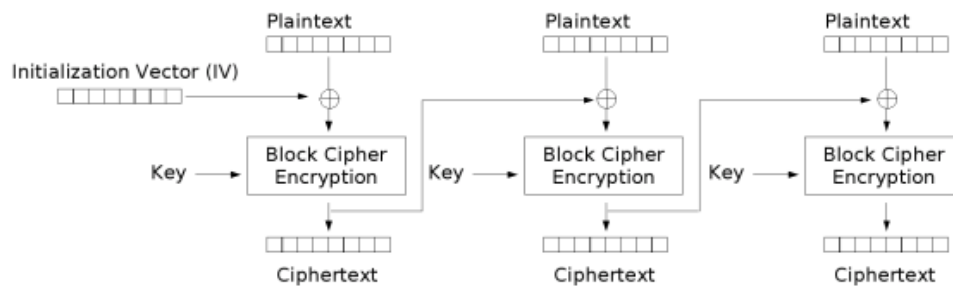 Plaintext
Plaintext
Plaintext
Initialization Vector (IV)
Key
Block Cipher
Encryption
Key
Block Cipher
Encryption
Key
Block Cipher
Encryption
Ciphertext
Ciphertext
Ciphertext